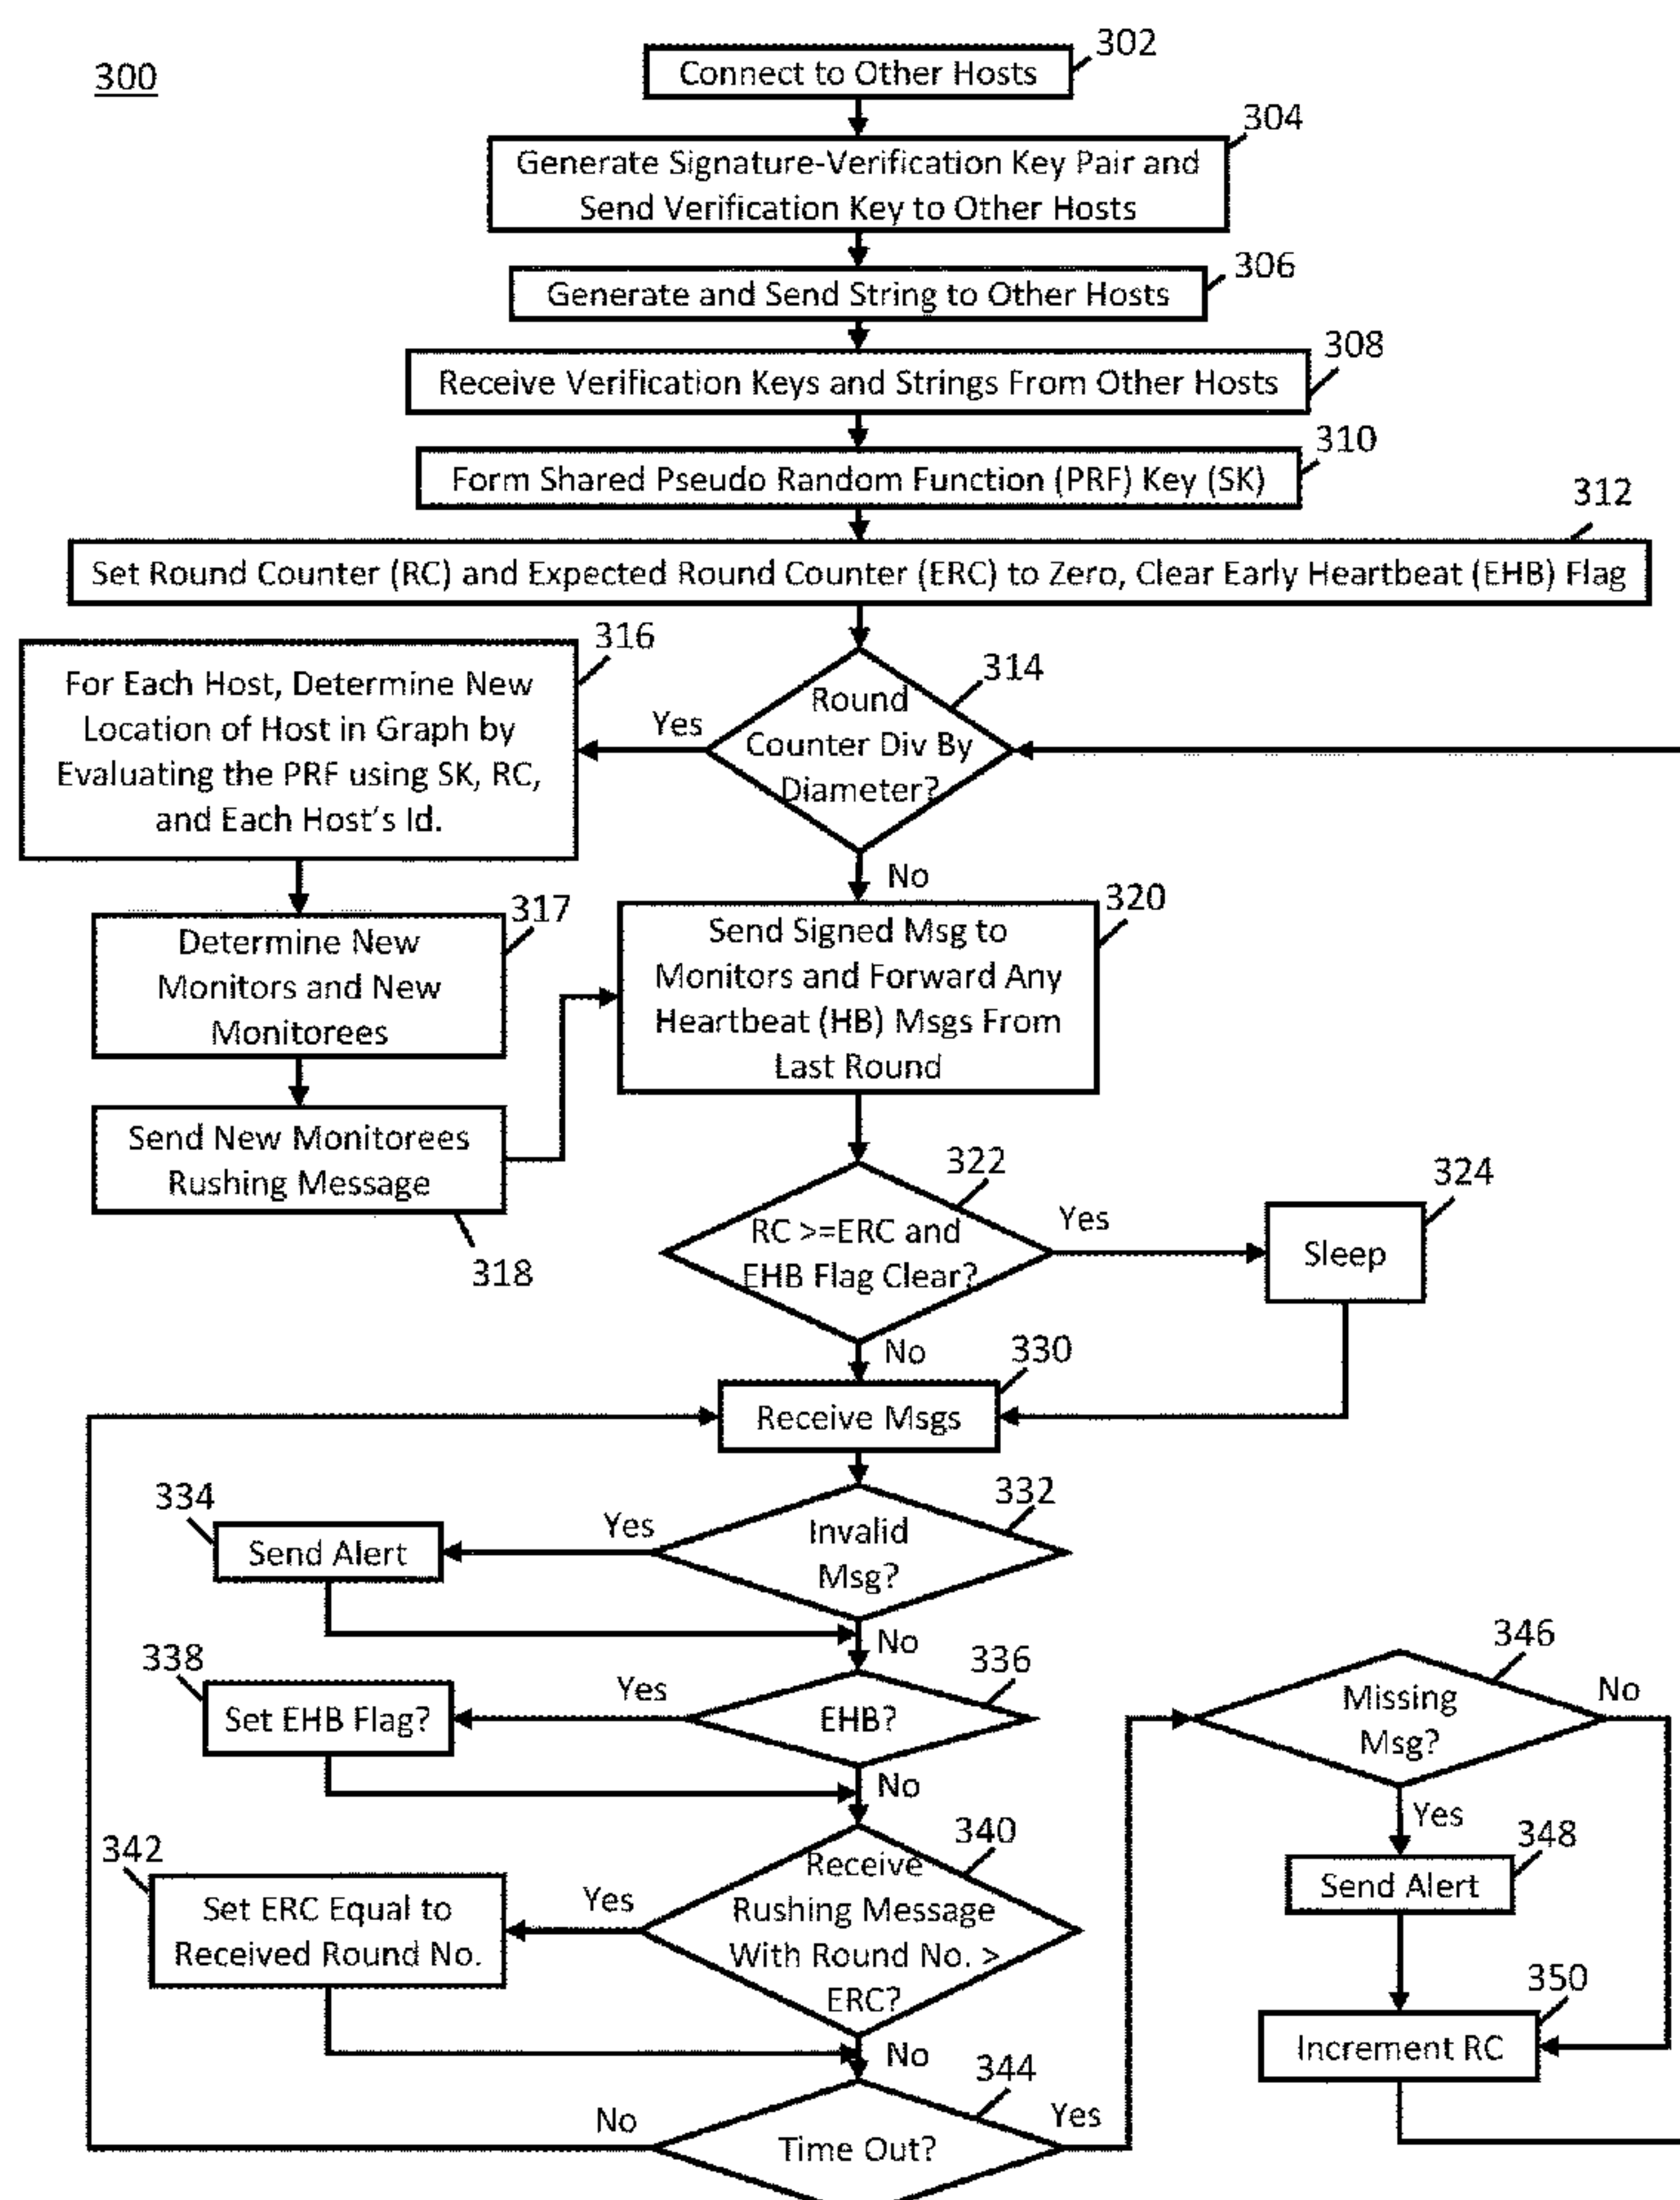 300
302
Connect to Other Hosts
304
Generate Signature-Verification Key Pair and
Send Verification Key to Other Hosts
306
Generate and Send String to Other Hosts
308
Receive Verification Keys and Strings From Other Hosts
310
Form Shared Pseudo Random Function (PRF) Key (SK)
312
Set Round Counter (RC) and Expected Round Counter (ERC) to Zero, Clear Early Heartbeat (EHB) Flag
314
Round
Counter Div By
Diameter?
Yes
No
316
For Each Host, Determine New
Location of Host in Graph by
Evaluating the PRF using SK, RC,
and Each Host's Id.
317
Determine New
Monitors and New
Monitorees
Send New Monitorees
Rushing Message
318
320
Send Signed Msg to
Monitors and Forward Any
Heartbeat (HB) Msgs From
Last Round
322
RC >=ERC and
EHB Flag Clear?
Yes
No
324
Sleep
330
Receive Msgs
332
Invalid
Msg?
Yes
No
334
Send Alert
336
EHB?
Yes
No
338
Set EHB Flag?
340
Receive
Rushing Message
With Round No. >
ERC?
Yes
No
342
Set ERC Equal to
Received Round No.
344
Time Out?
No
Yes
346
Missing
Msg?
No
Yes
348
Send Alert
350
Increment RC